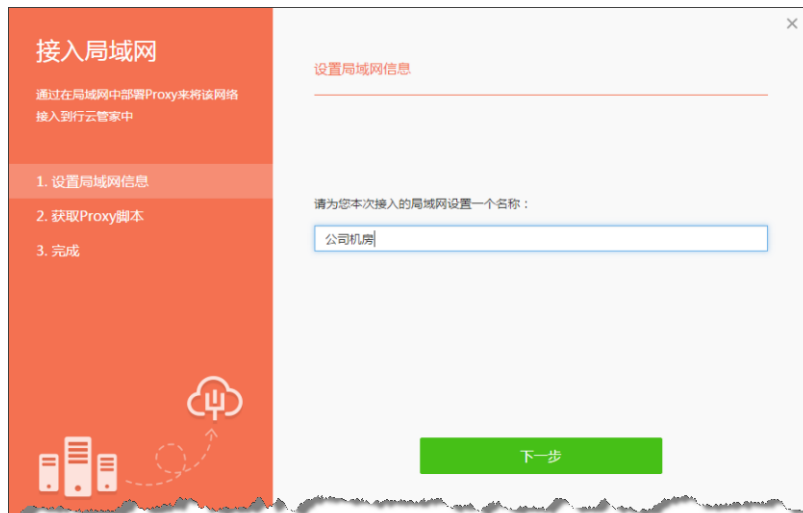 接入局域网
通过在局域网中部署Proxy来将该网络
接入到行云管家中
1. 设置局域网信息
2. 获取Proxy脚本
3. 完成
设置局域网信息
请为您本次接入的局域网设置一个名称：
公司机房
下一步